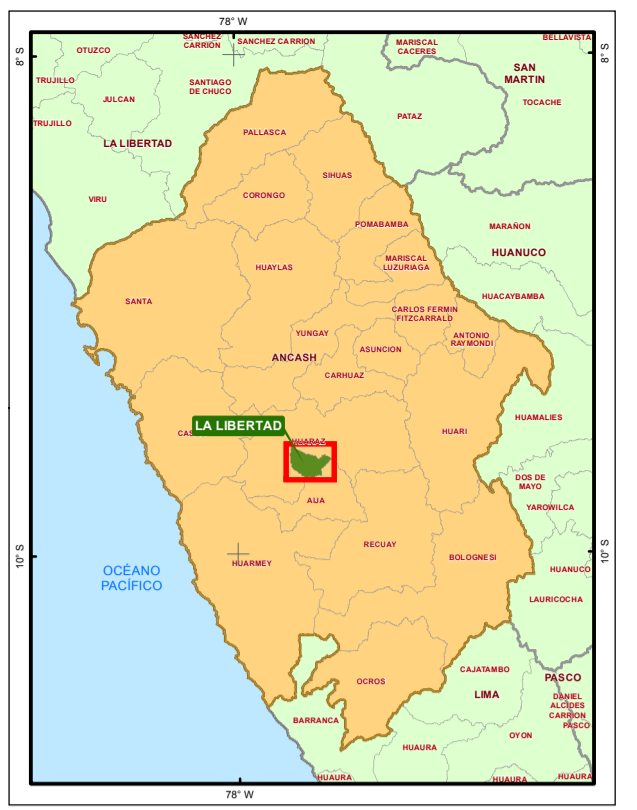 78° W
SANCHEZ
CARRION
SANCHEZ CARRION
MARISCAL
CACERES
BELLAVISTA
OTUZCO
8° S
8° S
SAN
MARTIN
TRUJILLO
SANTIAGO
DE CHUCO
JULCAN
TOCACHE
PATAZ
TRUJILLO
PALLASCA
LA LIBERTAD
SIHUAS
CORONGO
VIRU
POMABAMBA
MARAÑON
HUANUCO
MARISCAL
LUZURIAGA
HUAYLAS
HUACAYBAMBA
SANTA
CARLOS FERMIN
FITZCARRALD
YUNGAY
ANTONIO
RAYMONDI
ASUNCION
ANCASH
CARHUAZ
HUAMALIES
LA LIBERTAD
CAS
HUARI
HUARAZ
DOS DE
MAYO
AIJA
YAROWILCA
RECUAY
10° S
10° S
BOLOGNESI
HUARMEY
OCÉANO
PACÍFICO
HUANUCO
LAURICOCHA
CAJATAMBO
PASCO
OCROS
LIMA
DANIEL
ALCIDES
CARRION
PASCO
BARRANCA
OYON
HUAURA
HUAURA
HUAURA
HUAURA
78° W